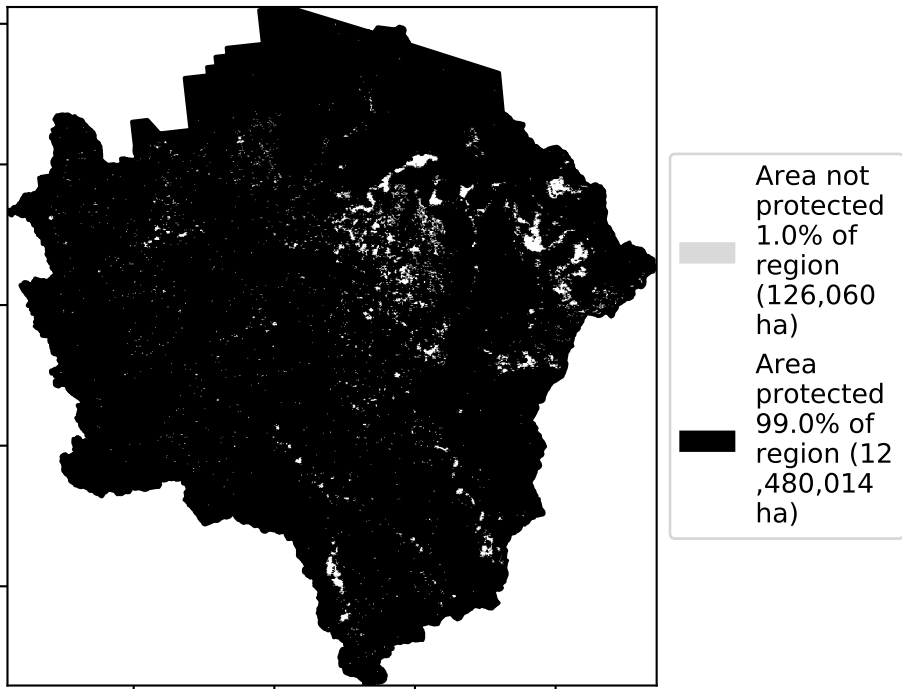 Area not
protected
1.0% of
region
(126,060
ha)
Area
protected
99.0% of
region (12
,480,014
ha)